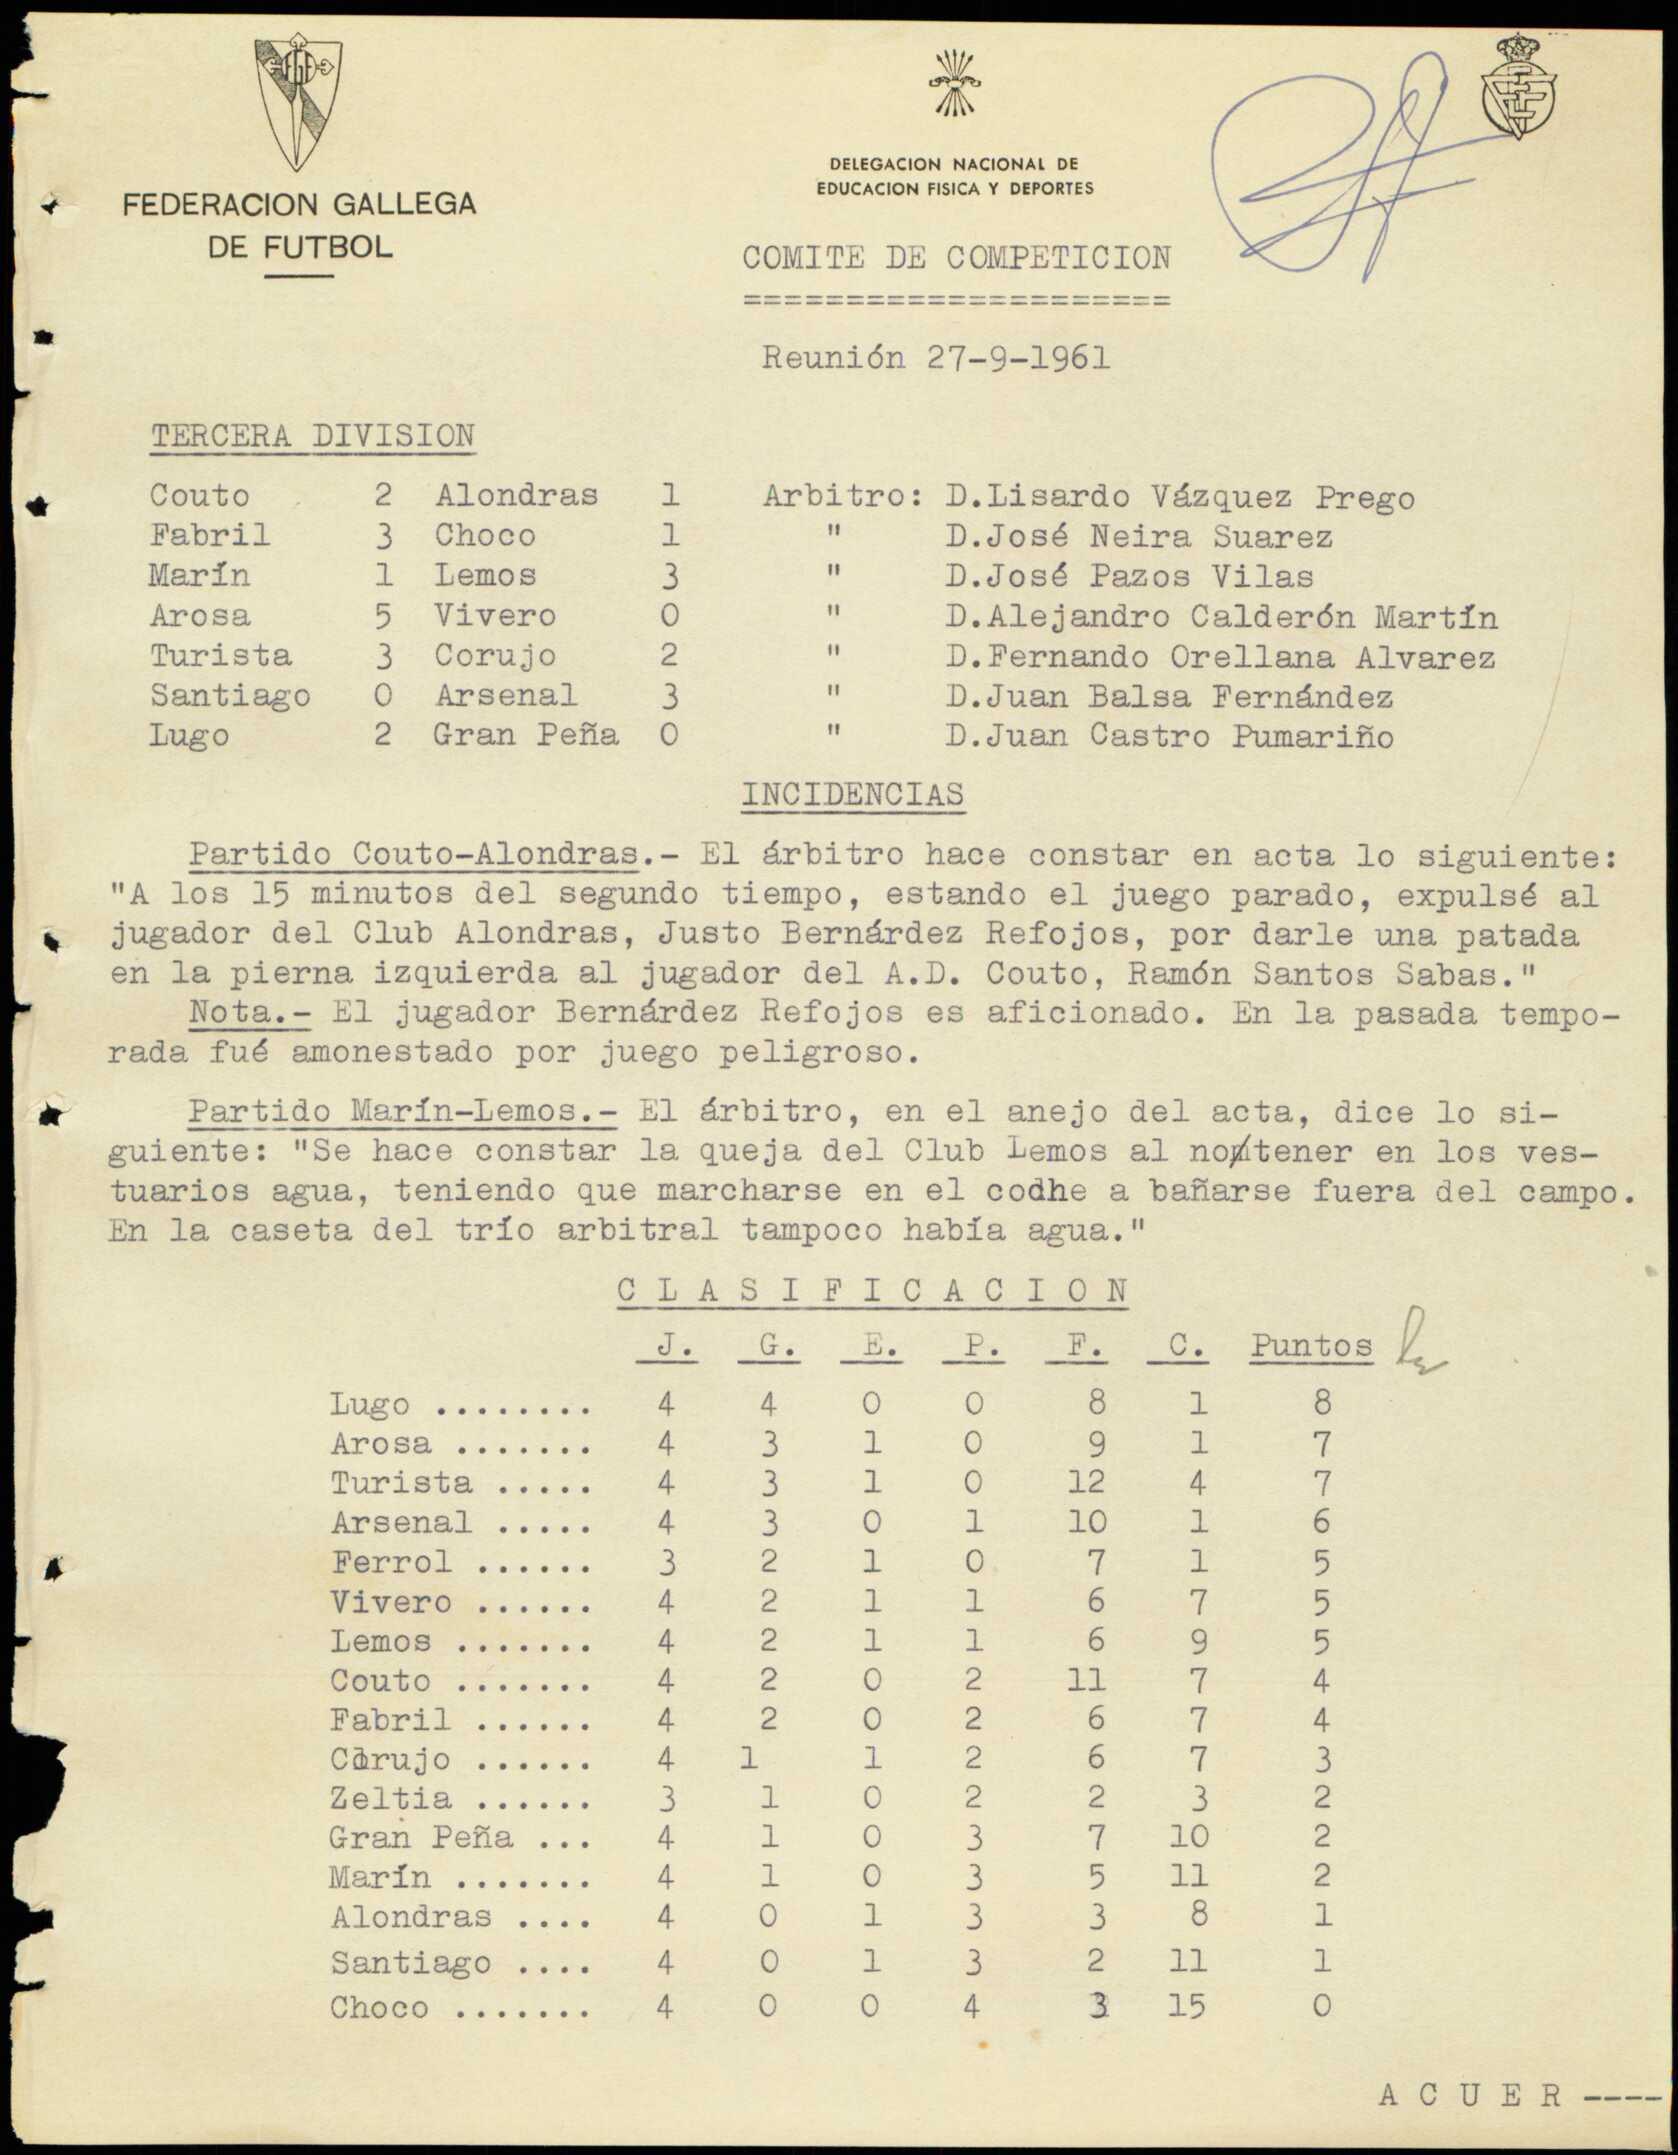 FEDERACION GALLEGA
DE FUTBOL
DELEGACION NACIONAL DE
EDUCACION FISICA Y DEPORTES
COMITE DE COMPETICION
=====================
Reunión 27-9-1961
TERCERA DIVISION
Couto 2 Alondras 1 Arbitro: D.Lisardo Vázquez Prego
Fabril 3 Choco 1 " D.José Neira Suarez
Marín 1 Lemos 3 " D.José Pazos Vilas
Arosa 5 Vivero 0 " D.Alejandro Calderón Martín
Turista 3 Corujo 2 " D.Fernando Orellana Alvarez
Santiago 0 Arsenal 3 " D.Juan Balsa Fernández
Lugo 2 Gran Peña 0 " D.Juan Castro Pumariño
INCIDENCIAS
Partido Couto-Alondras.- El árbitro hace constar en acta lo siguiente:
"A los 15 minutos del segundo tiempo, estando el juego parado, expulsé al
jugador del Club Alondras, Justo Bernárdez Refojos, por darle una patada
en la pierna izquierda al jugador del A.D. Couto, Ramón Santos Sabas."
Nota.- El jugador Bernárdez Refojos es aficionado. En la pasada tempo-
rada fué amonestado por juego peligroso.
Partido Marín-Lemos.- El árbitro, en el anejo del acta, dice lo si-
guiente: "Se hace constar la queja del Club Lemos al no tener en los ves-
tuarios agua, teniendo que marcharse en el codhe a bañarse fuera del campo.
En la caseta del trío arbitral tampoco había agua."
C L A S I F I C A C I O N
J. G. E. P. F. C. Puntos
Lugo ........ 4 4 0 0 8 1 8
Arosa ....... 4 3 1 0 9 1 7
Turista ..... 4 3 1 0 12 4 7
Arsenal ..... 4 3 0 1 10 1 6
Ferrol ...... 3 2 1 0 7 1 5
Vivero ...... 4 2 1 1 6 7 5
Lemos ....... 4 2 1 1 6 9 5
Couto ....... 4 2 0 2 11 7 4
Fabril ...... 4 2 0 2 6 7 4
Corujo ...... 4 1 1 2 6 7 3
Zeltia ...... 3 1 0 2 2 3 2
Gran Peña ... 4 1 0 3 7 10 2
Marín ....... 4 1 0 3 5 11 2
Alondras .... 4 0 1 3 3 8 1
Santiago .... 4 0 1 3 2 11 1
Choco ....... 4 0 0 4 3 15 0
A C U E R ----